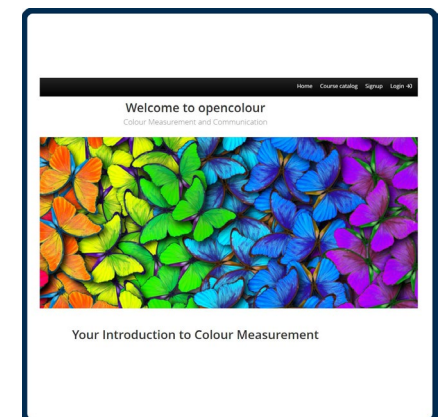 Home Course catalog Signup Login
Welcome to opencolour
Colour Measurement and Communication
Your Introduction to Colour Measurement